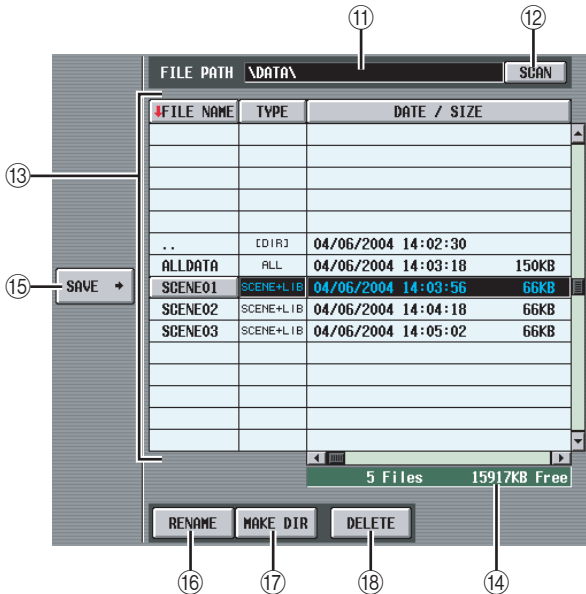 ⑪ ⑫
FILE PATH \DATA\ SCAN
FILE NAME TYPE DATE / SIZE
⑬
.. [DIR] 04/06/2004 14:02:30
ALLDATA ALL 04/06/2004 14:03:18 150KB
⑮ SAVE SCENE01 SCENE+LIB 04/06/2004 14:03:56 66KB
SCENE02 SCENE+LIB 04/06/2004 14:04:18 66KB
SCENE03 SCENE+LIB 04/06/2004 14:05:02 66KB
5 Files 15917KB Free
RENAME MAKE DIR DELETE
⑯ ⑰ ⑱ ⑭